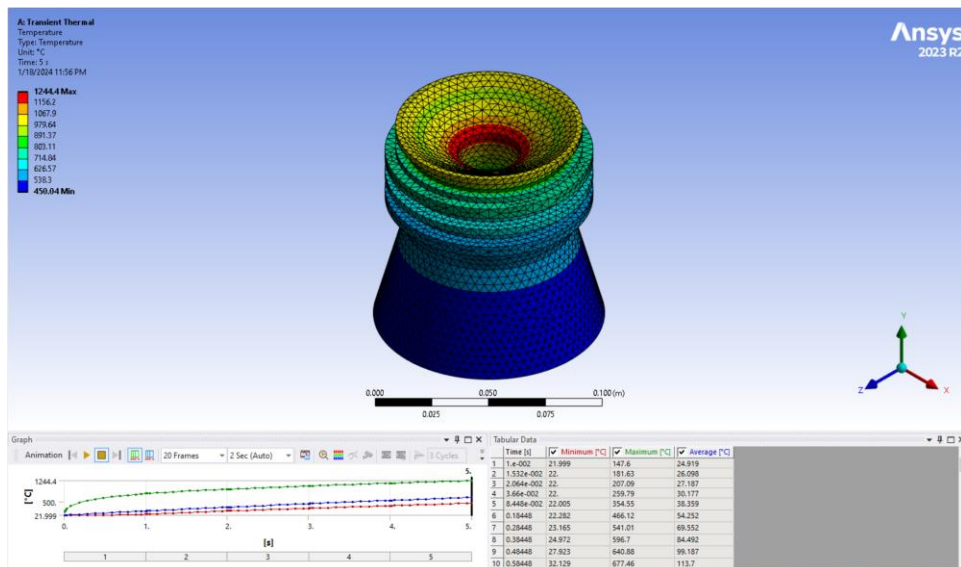 A: Transient Thermal
Temperature
Type: Temperature
Unit: °C
Time: 5 s
1/18/2024 11:56 PM
1244.4 Max
1156.2
1067.9
979.64
891.37
803.11
714.84
626.57
538.3
450.04 Min
Ansys
2023 R2
Y
Z
X
0.000 0.050 0.100 (m)
0.025 0.075
Graph
Animation 20 Frames 2 Sec (Auto) 3 Cycles
5.
1244.4
500.
21.999
[°C]
0. 1. 2. 3. 4. 5.
[s]
1 2 3 4 5
Tabular Data
Time [s] Minimum [°C] Maximum [°C] Average [°C]
1 1.e-002 21.999 147.6 24.919
2 1.532e-002 22. 181.63 26.098
3 2.064e-002 22. 207.09 27.187
4 3.66e-002 22. 259.79 30.177
5 8.448e-002 22.005 354.55 38.359
6 0.18448 22.282 466.12 54.252
7 0.28448 23.165 541.01 69.552
8 0.38448 24.972 596.7 84.492
9 0.48448 27.923 640.88 99.187
10 0.58448 32.129 677.46 113.7